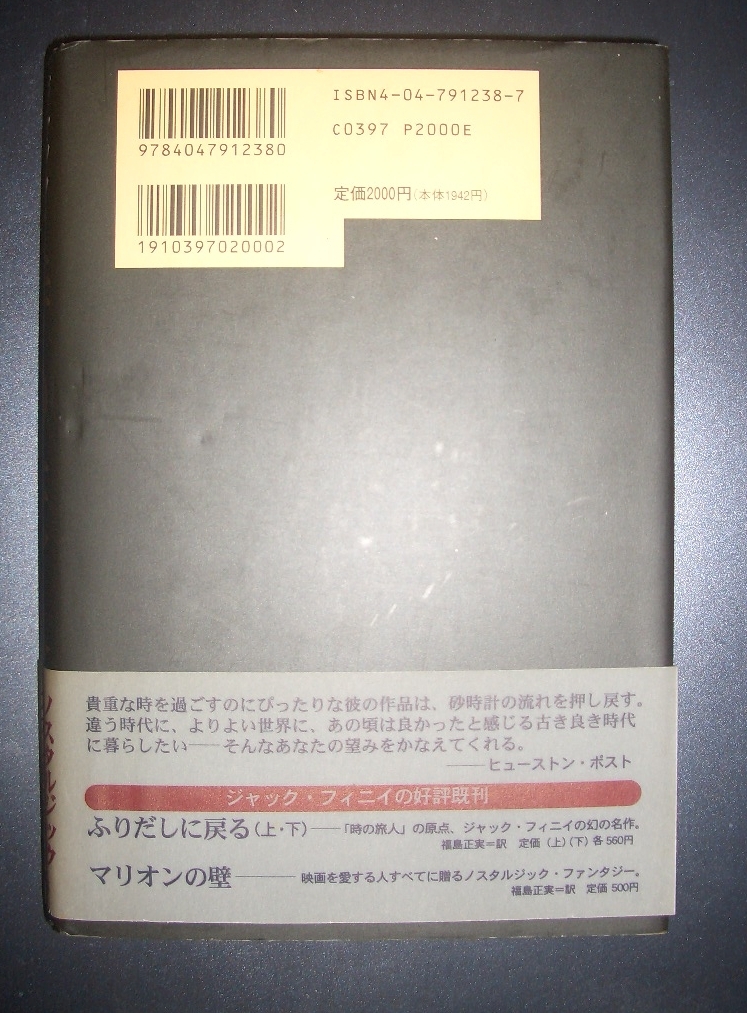 ISBN4-04-791238-7
C0397 P2000E
9784047912380
定価2000円(本体1942円)
1910397020002
貴重な時を過ごすのにぴったりな彼の作品は、砂時計の流れを押し戻す。
違う時代に、よりよい世界に、あの頃は良かったと感じる古き良き時代
に暮らしたい——そんなあなたの望みをかなえてくれる。
——ヒューストン・ポスト
ジャック・フィニイの好評既刊
ふりだしに戻る(上・下)——「時の旅人」の原点、ジャック・フィニイの幻の名作。
福島正実=訳 定価(上)(下)各560円
マリオンの壁———映画を愛する人すべてに贈るノスタルジック・ファンタジー。
福島正実=訳 定価500円
ノスタルジック